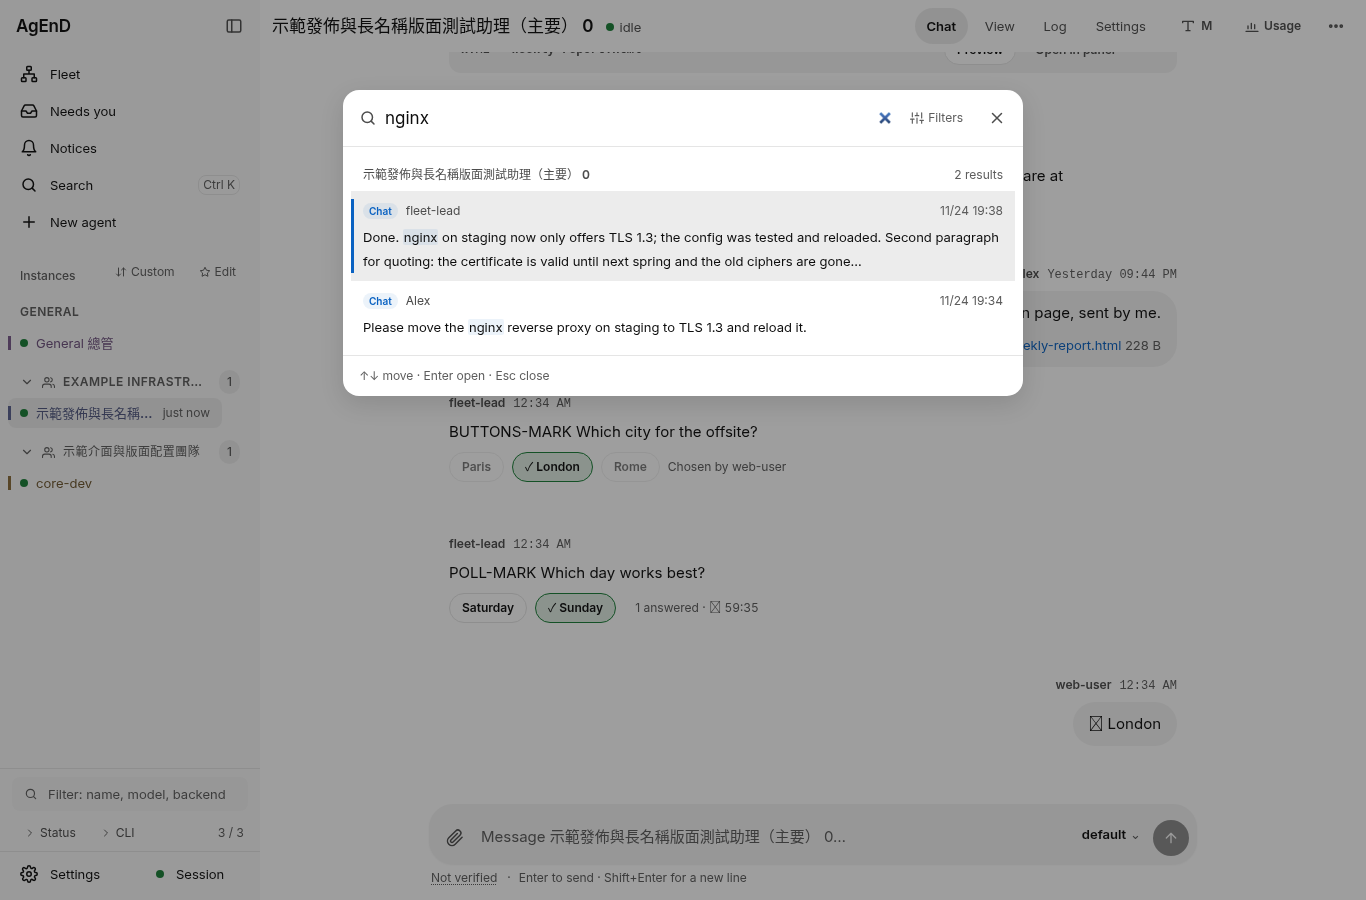 AgEnD
Fleet
Needs you
Notices
Search Ctrl K
New agent
Instances Custom Edit
GENERAL
General 總管
EXAMPLE INFRASTR... 1
示範發佈與長名稱... just now
示範介面與版面配置團隊 1
core-dev
Filter: name, model, backend
Status CLI 3 / 3
Settings Session
示範發佈與長名稱版面測試助理（主要） 0 idle
Chat View Log Settings T M Usage
Preview Open in panel
nginx Filters
示範發佈與長名稱版面測試助理（主要） 0 2 results
Chat fleet-lead 11/24 19:38
Done. nginx on staging now only offers TLS 1.3; the config was tested and reloaded. Second paragraph
for quoting: the certificate is valid until next spring and the old ciphers are gone...
Chat Alex 11/24 19:34
Please move the nginx reverse proxy on staging to TLS 1.3 and reload it.
↑↓ move · Enter open · Esc close
are at
lex Yesterday 09:44 PM
n page, sent by me.
ekly-report.html 228 B
fleet-lead 12:34 AM
BUTTONS-MARK Which city for the offsite?
Paris ✓ London Rome Chosen by web-user
fleet-lead 12:34 AM
POLL-MARK Which day works best?
Saturday ✓ Sunday 1 answered · 59:35
web-user 12:34 AM
London
Message 示範發佈與長名稱版面測試助理（主要） 0...
default
Not verified · Enter to send · Shift+Enter for a new line